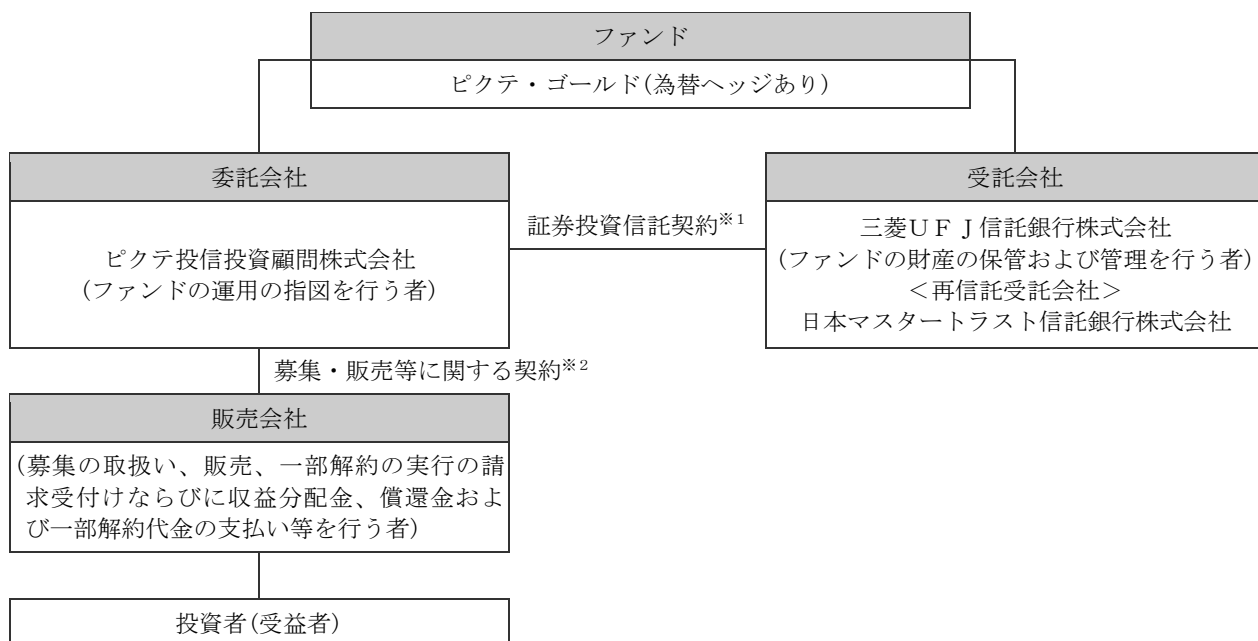 ファンド
ピクテ・ゴールド(為替ヘッジあり)
委託会社
ピクテ投信投資顧問株式会社
(ファンドの運用の指図を行う者)
証券投資信託契約※1
受託会社
三菱UFJ信託銀行株式会社
(ファンドの財産の保管および管理を行う者)
<再信託受託会社>
日本マスタートラスト信託銀行株式会社
募集・販売等に関する契約※2
販売会社
(募集の取扱い、販売、一部解約の実行の請
求受付けならびに収益分配金、償還金およ
び一部解約代金の支払い等を行う者)
投資者(受益者)